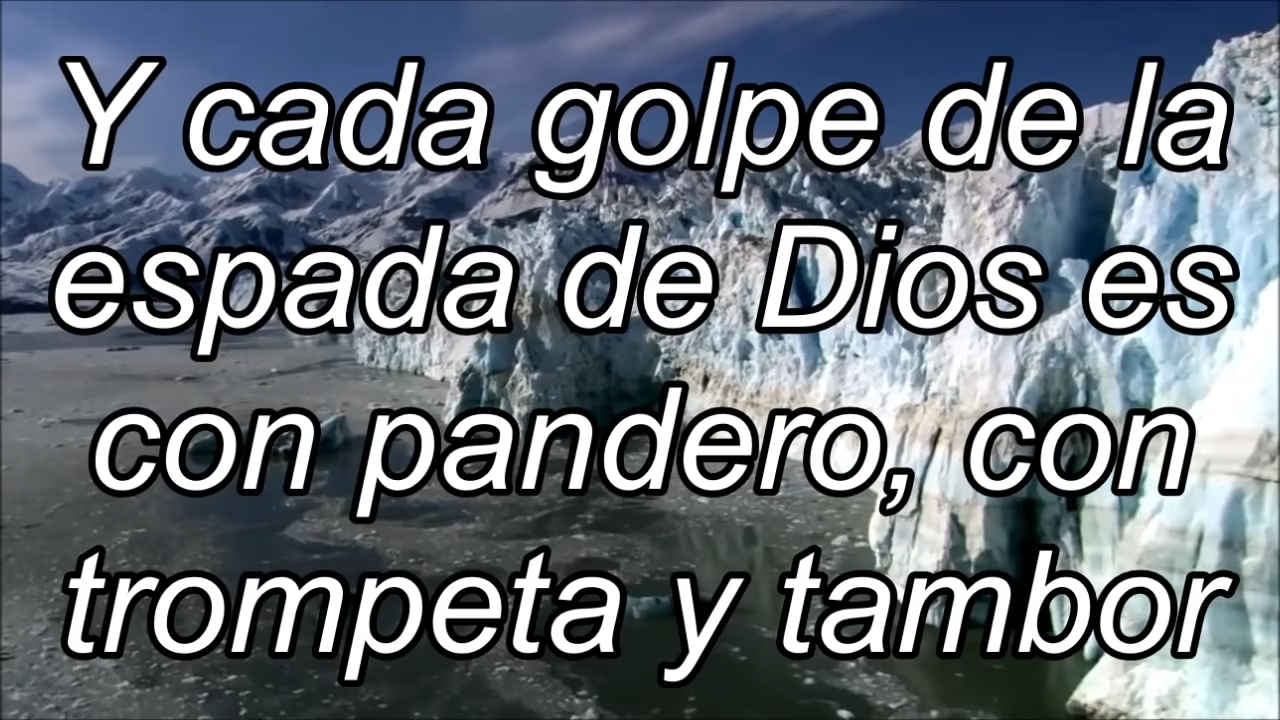 Y cada golpe de la
espada de Dios es
con pandero, con
trompeta y tambor